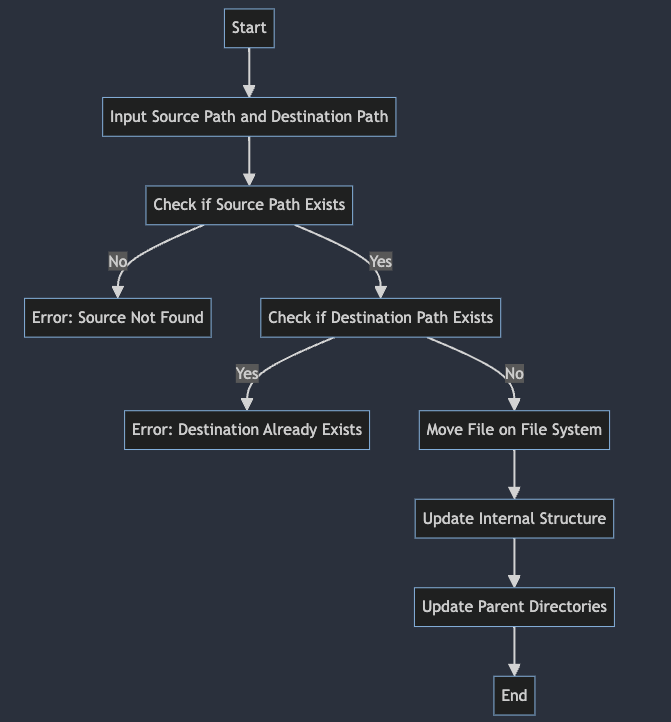 Start
Input Source Path and Destination Path
Check if Source Path Exists
No
Yes
Error: Source Not Found
Check if Destination Path Exists
Yes
No
Error: Destination Already Exists
Move File on File System
Update Internal Structure
Update Parent Directories
End